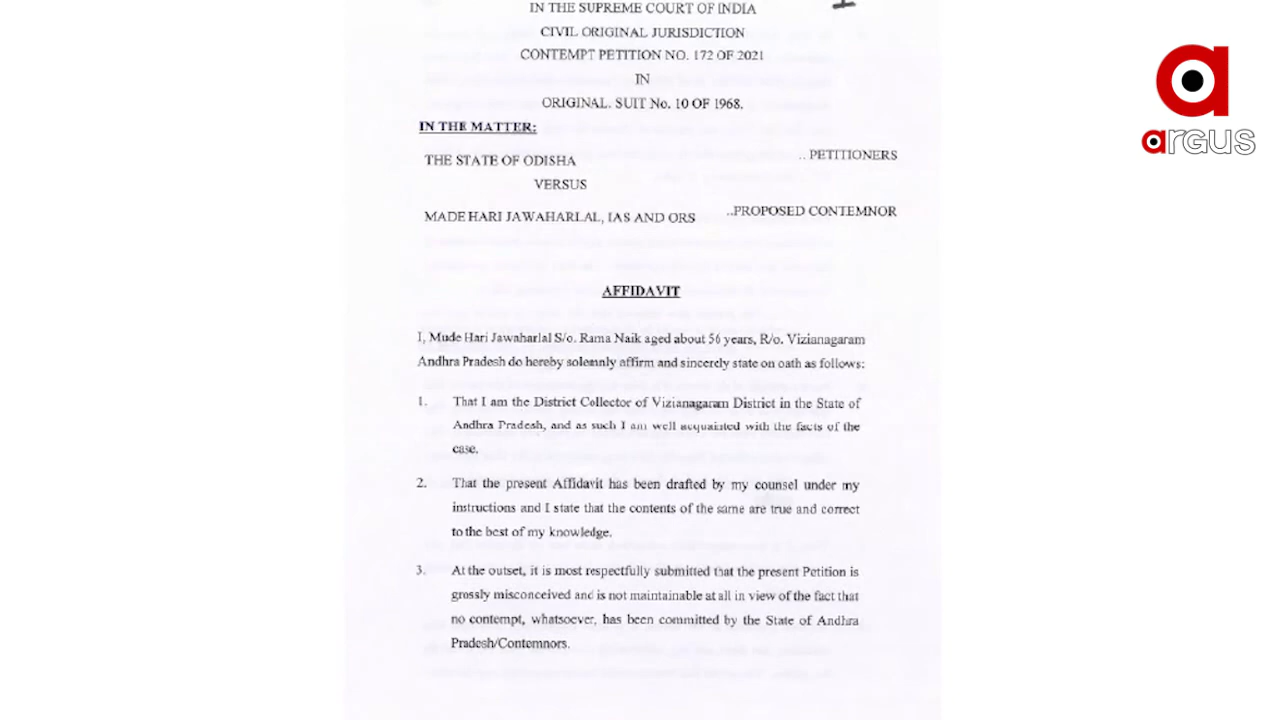 IN THE SUPREME COURT OF INDIA
CIVIL ORIGINAL JURISDICTION
CONTEMPT PETITION NO. 172 OF 2021
IN
ORIGINAL. SUIT No. 10 OF 1968.
IN THE MATTER:
THE STATE OF ODISHA .. PETITIONERS
VERSUS
MADE HARI JAWAHARLAL, IAS AND ORS ..PROPOSED CONTEMNOR
AFFIDAVIT
I, Mude Hari Jawaharlal S/o. Rama Naik aged about 56 years, R/o. Vizianagaram
Andhra Pradesh do hereby solemnly affirm and sincerely state on oath as follows:
1. That I am the District Collector of Vizianagaram District in the State of
Andhra Pradesh, and as such I am well acquainted with the facts of the
case.
2. That the present Affidavit has been drafted by my counsel under my
instructions and I state that the contents of the same are true and correct
to the best of my knowledge.
3. At the outset, it is most respectfully submitted that the present Petition is
grossly misconceived and is not maintainable at all in view of the fact that
no contempt, whatsoever, has been committed by the State of Andhra
Pradesh/Contemnors.
a
argus